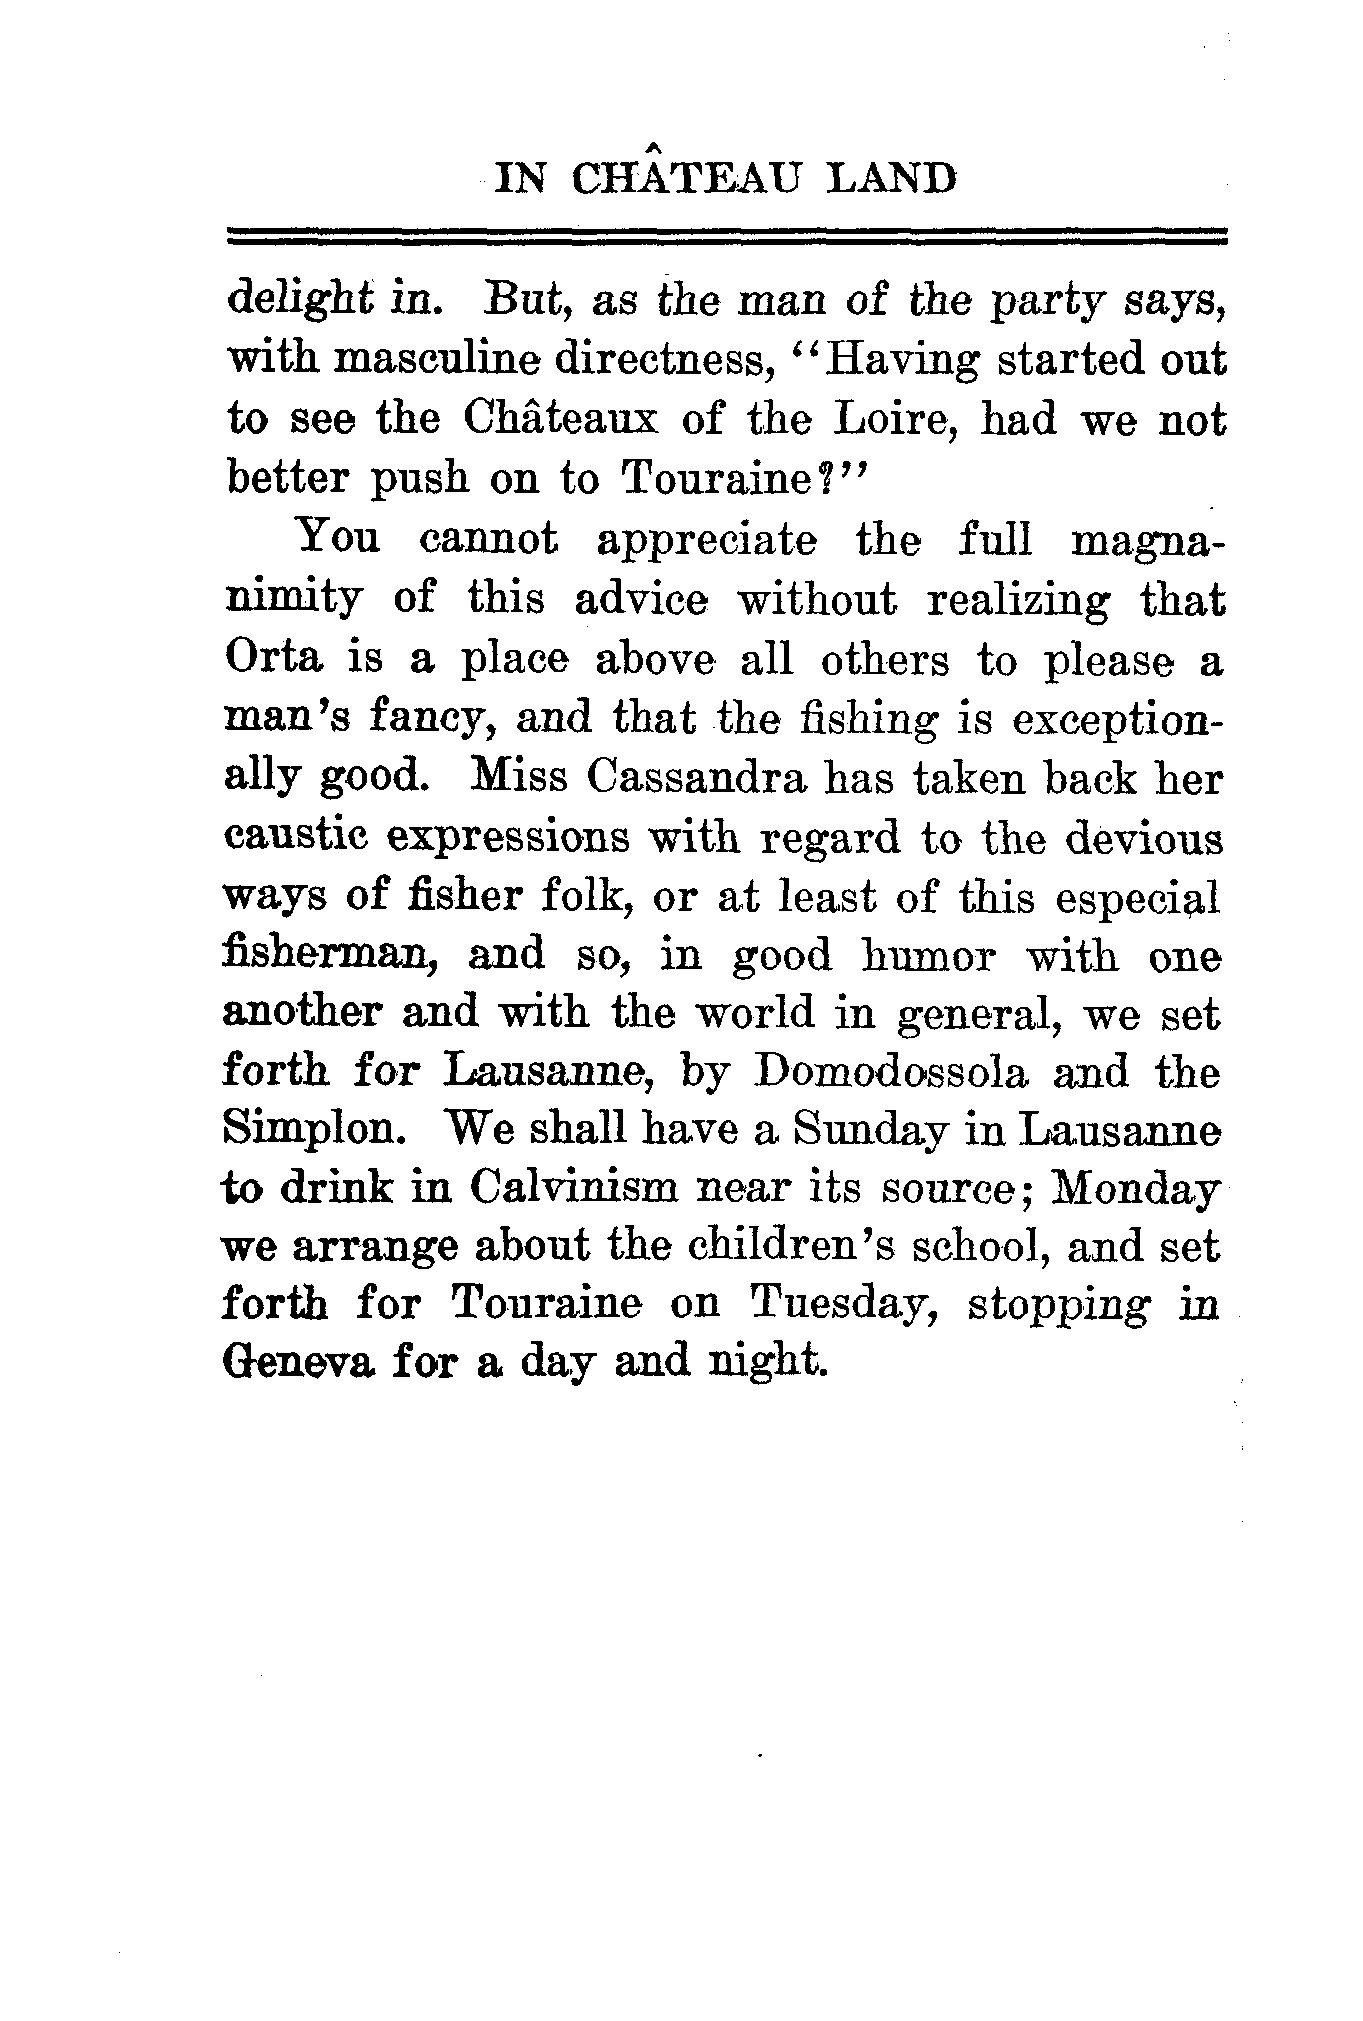 IN CHÂTEAU LAND
delight in. But, as the man of the party says,
with masculine directness, "Having started out
to see the Châteaux of the Loire, had we not
better push on to Touraine?"
You cannot appreciate the full magna-
nimity of this advice without realizing that
Orta is a place above all others to please a
man's fancy, and that the fishing is exception-
ally good. Miss Cassandra has taken back her
caustic expressions with regard to the devious
ways of fisher folk, or at least of this especial
fisherman, and so, in good humor with one
another and with the world in general, we set
forth for Lausanne, by Domodossola and the
Simplon. We shall have a Sunday in Lausanne
to drink in Calvinism near its source; Monday
we arrange about the children's school, and set
forth for Touraine on Tuesday, stopping in
Geneva for a day and night.